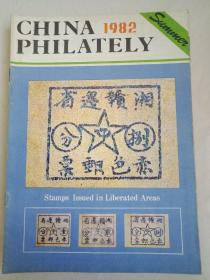 CHINA 1982
Summer
PHILATELY
省邊贛湘
分 中 捌
票郵色赤
Stamps Issued in Liberated Areas